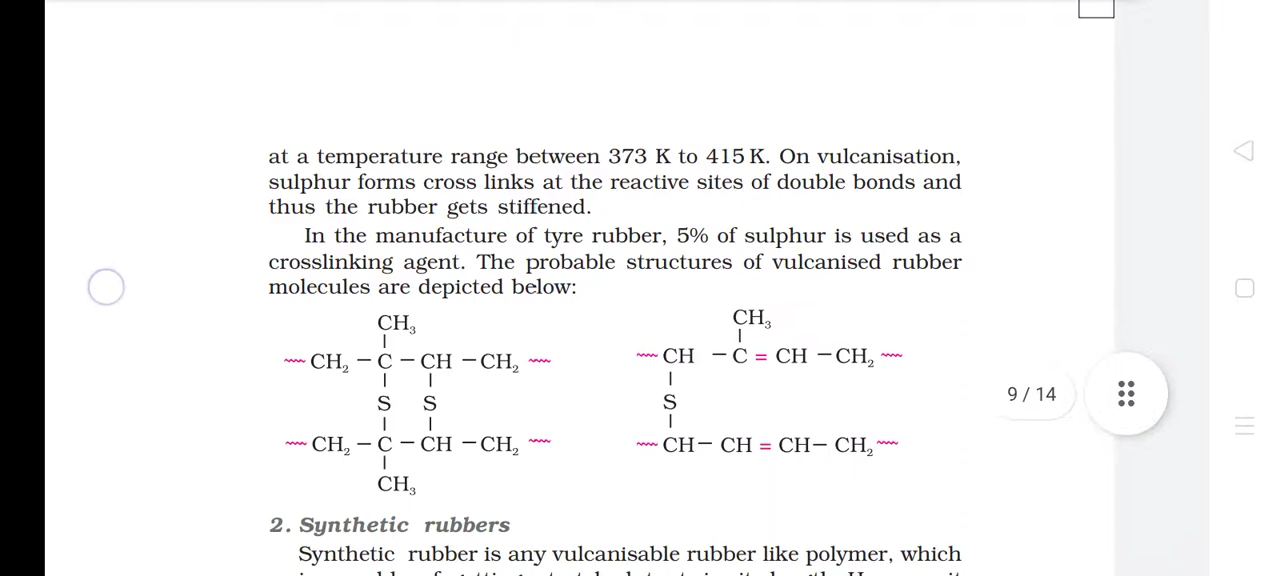 at a temperature range between 373 K to 415 K. On vulcanisation,
sulphur forms cross links at the reactive sites of double bonds and
thus the rubber gets stiffened.
In the manufacture of tyre rubber, 5% of sulphur is used as a
crosslinking agent. The probable structures of vulcanised rubber
molecules are depicted below:
CH₃
CH₂ – C – CH – CH₂
S S
CH₂ – C – CH – CH₂
CH₃
CH₃
CH – C = CH – CH₂
S
CH – CH = CH – CH₂
9 / 14
2. Synthetic rubbers
Synthetic rubber is any vulcanisable rubber like polymer, which